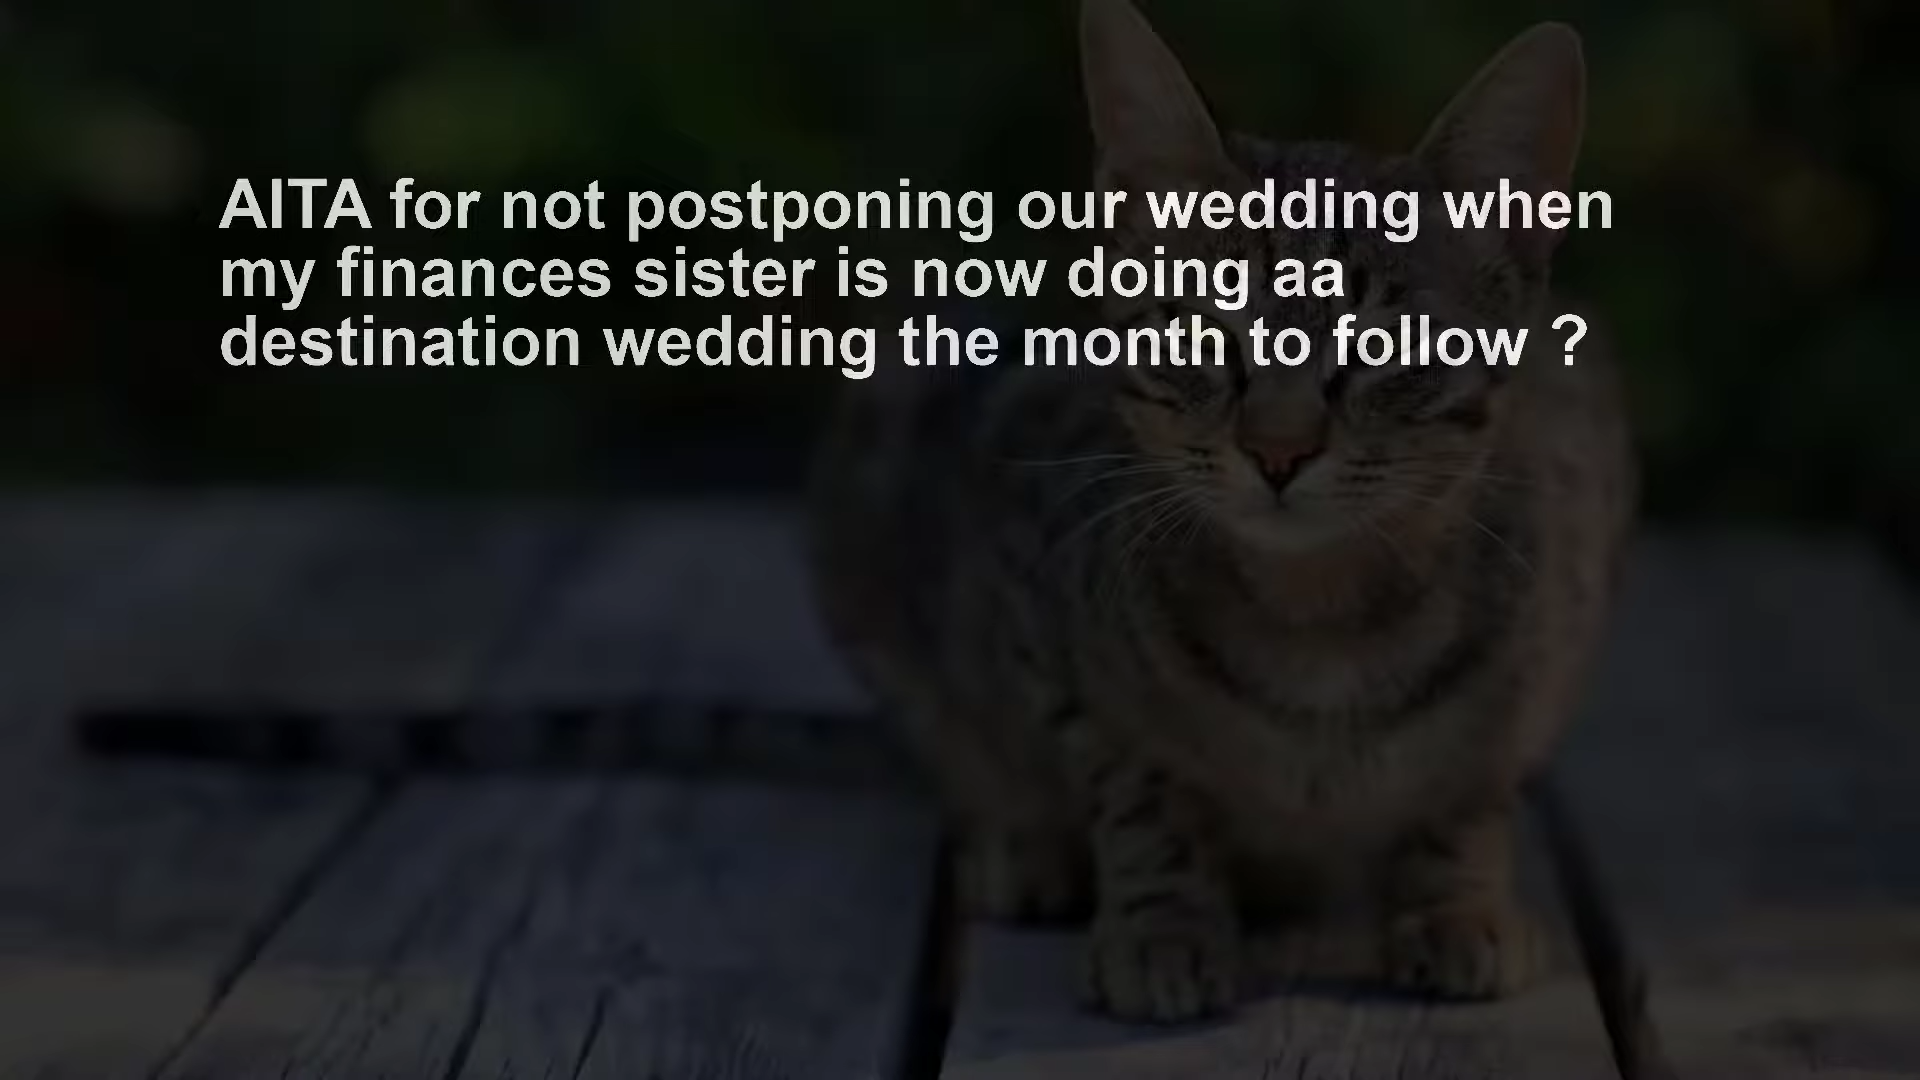 AITA for not postponing our wedding when
my finances sister is now doing aa
destination wedding the month to follow ?